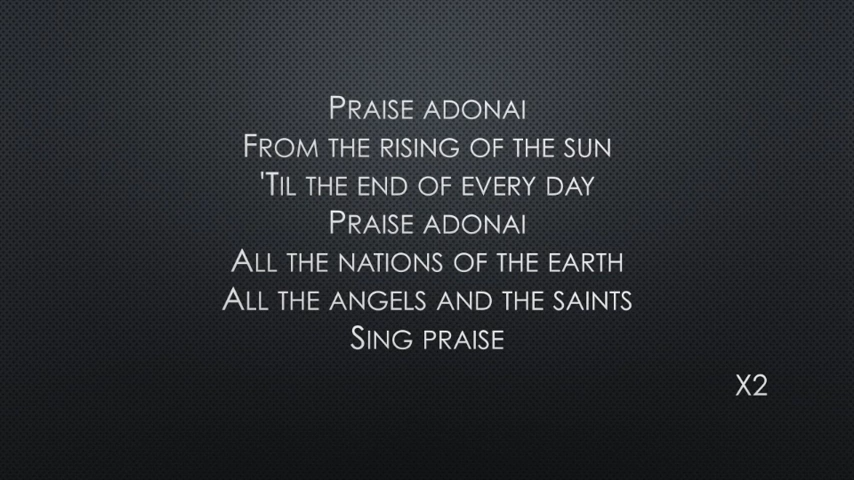 Praise Adonai
From the rising of the sun
'Til the end of every day
Praise Adonai
All the nations of the earth
All the angels and the saints
Sing praise
X2